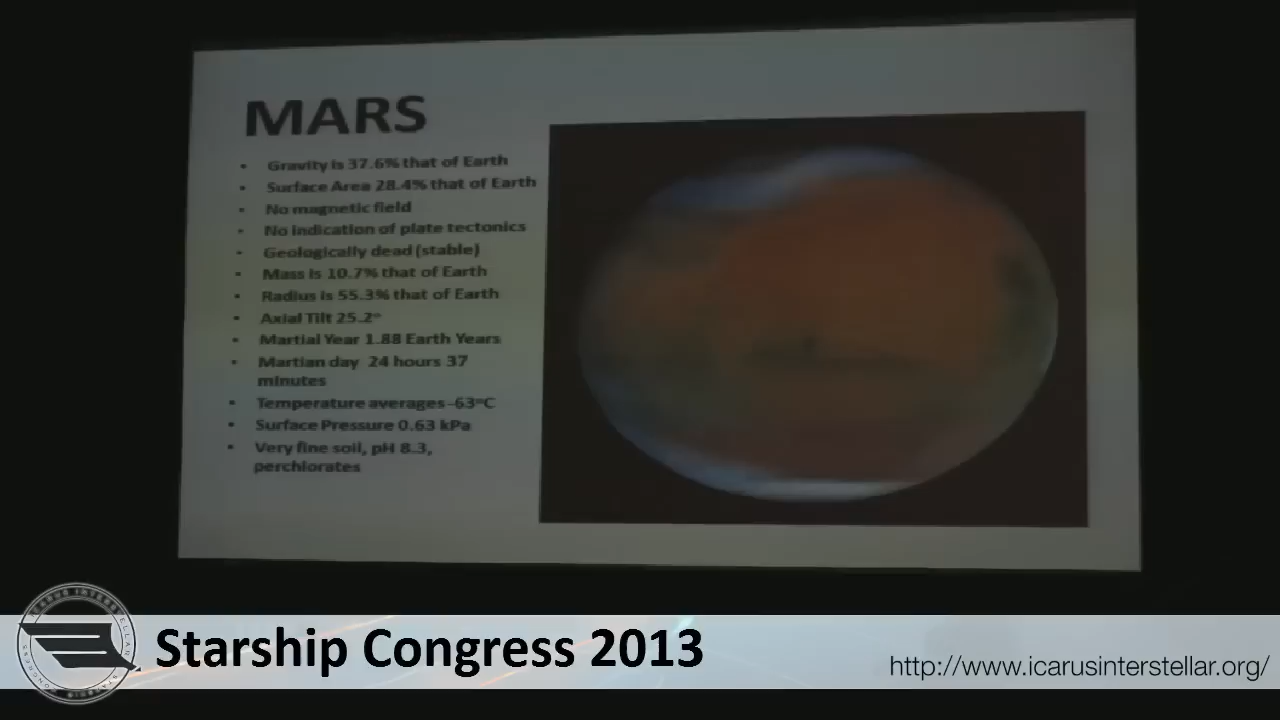 MARS
• Gravity is 37.6% that of Earth
• Surface Area 28.4% that of Earth
• No magnetic field
• No indication of plate tectonics
• Geologically dead (stable)
• Mass is 10.7% that of Earth
• Radius is 55.3% that of Earth
• Axial Tilt 25.2°
• Martial Year 1.88 Earth Years
• Martian day 24 hours 37
minutes
• Temperature averages -63°C
• Surface Pressure 0.63 kPa
• Very fine soil, pH 8.3,
perchlorates
ICARUS INTERSTELLAR
STARSHIP CONGRESS
Starship Congress 2013
http://www.icarusinterstellar.org/